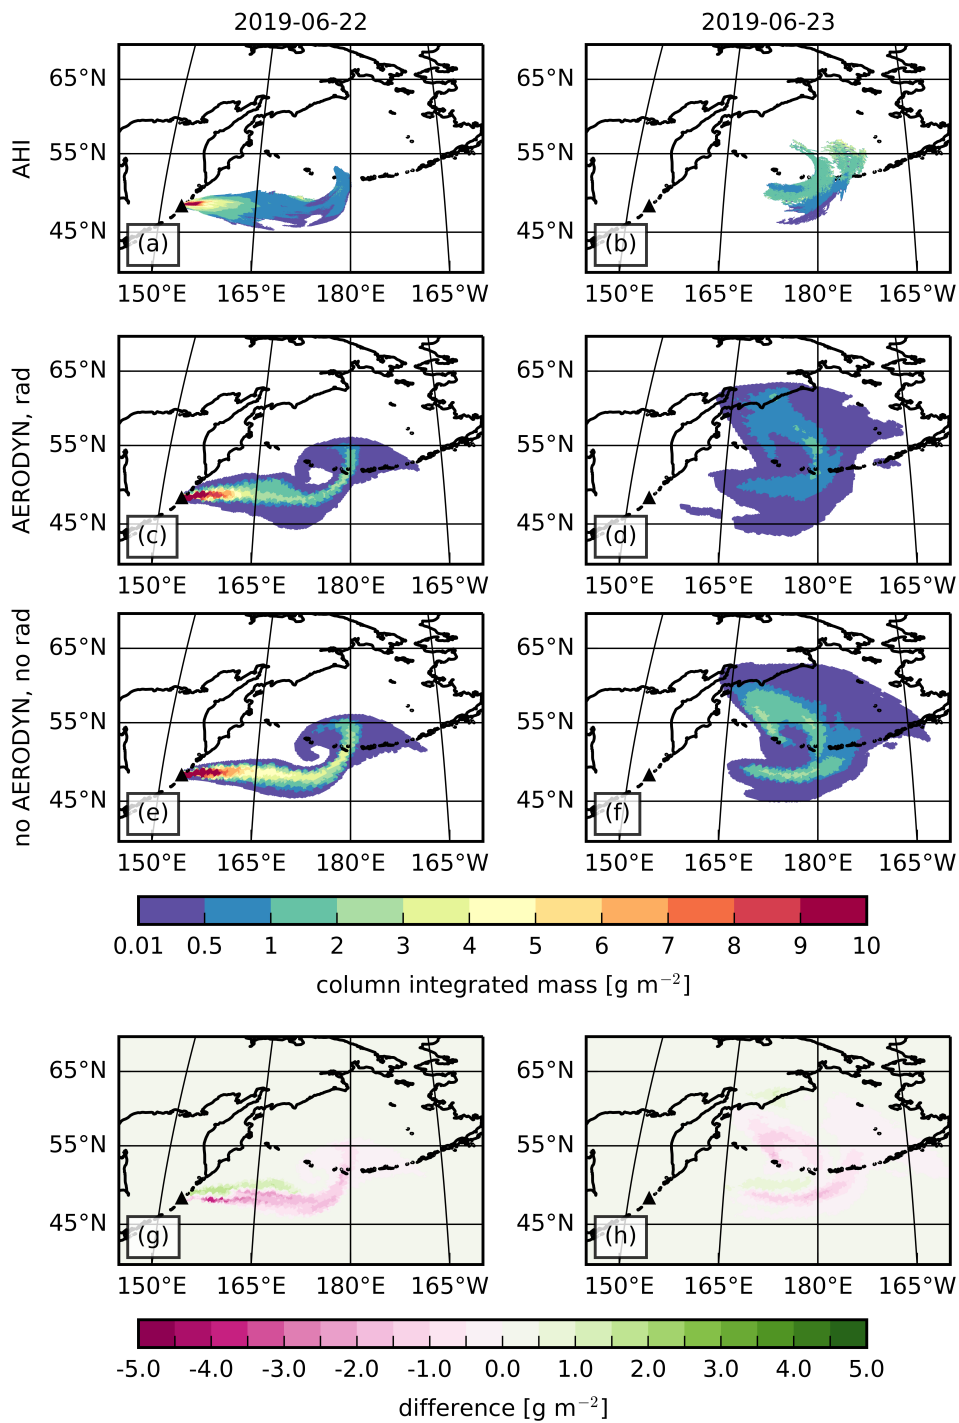 2019-06-22 2019-06-23
AHI
65°N 65°N
55°N 55°N
45°N 45°N
(a) (b)
150°E 165°E 180°E 165°W 150°E 165°E 180°E 165°W
AERODYN, rad
65°N 65°N
55°N 55°N
45°N 45°N
(c) (d)
150°E 165°E 180°E 165°W 150°E 165°E 180°E 165°W
no AERODYN, no rad
65°N 65°N
55°N 55°N
45°N 45°N
(e) (f)
150°E 165°E 180°E 165°W 150°E 165°E 180°E 165°W
0.01 0.5 1 2 3 4 5 6 7 8 9 10
column integrated mass [g m⁻²]
65°N 65°N
55°N 55°N
45°N 45°N
(g) (h)
150°E 165°E 180°E 165°W 150°E 165°E 180°E 165°W
-5.0 -4.0 -3.0 -2.0 -1.0 0.0 1.0 2.0 3.0 4.0 5.0
difference [g m⁻²]